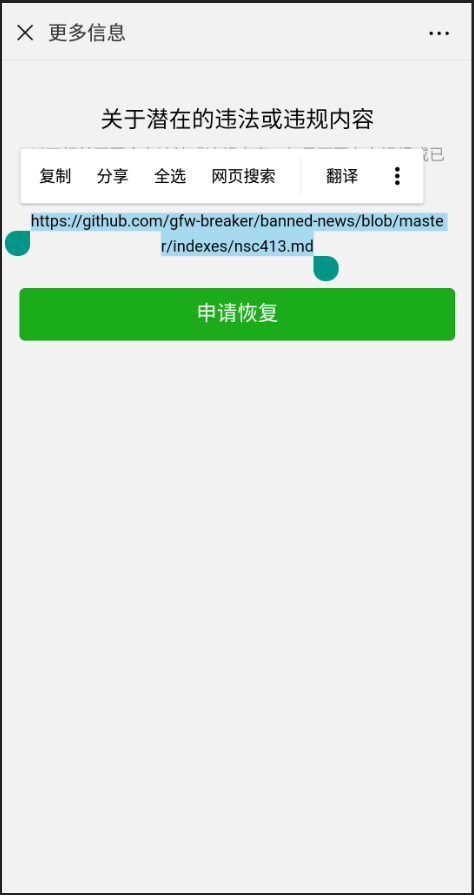 更多信息
关于潜在的违法或违规内容
复制 分享 全选 网页搜索 翻译
https://github.com/gfw-breaker/banned-news/blob/maste
r/indexes/nsc413.md
申请恢复